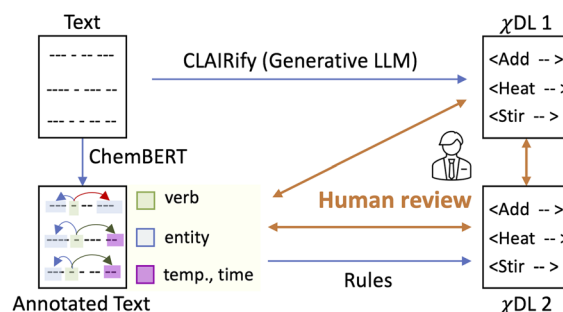 Text
χDL 1
CLAIRify (Generative LLM)
<Add -- >
<Heat -- >
<Stir -- >
ChemBERT
verb
entity
temp., time
Human review
<Add -- >
<Heat -- >
<Stir -- >
Rules
Annotated Text
χDL 2